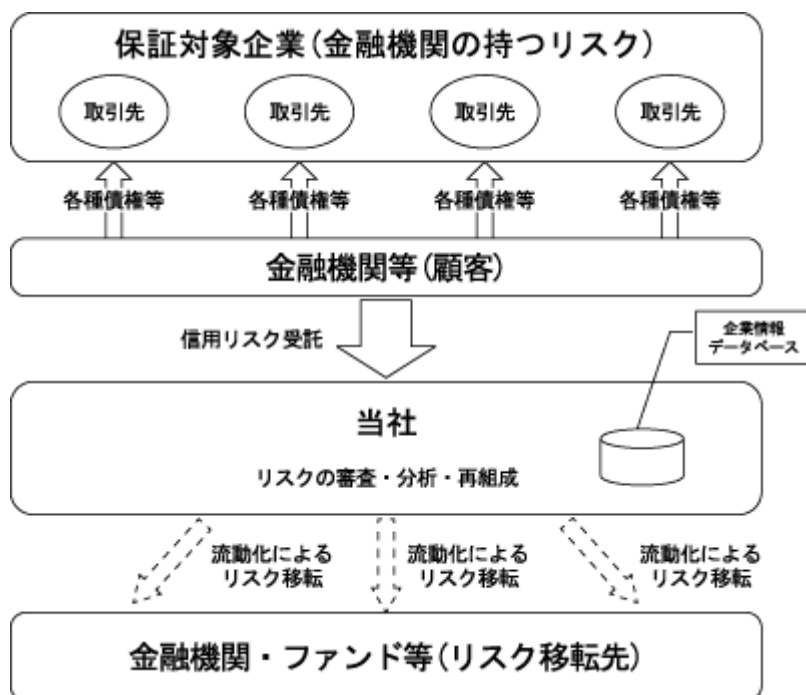 保証対象企業(金融機関の持つリスク)
取引先
取引先
取引先
取引先
各種債権等
各種債権等
各種債権等
各種債権等
金融機関等(顧客)
信用リスク受託
企業情報
データベース
当社
リスクの審査・分析・再組成
流動化による
リスク移転
流動化による
リスク移転
流動化による
リスク移転
金融機関・ファンド等(リスク移転先)